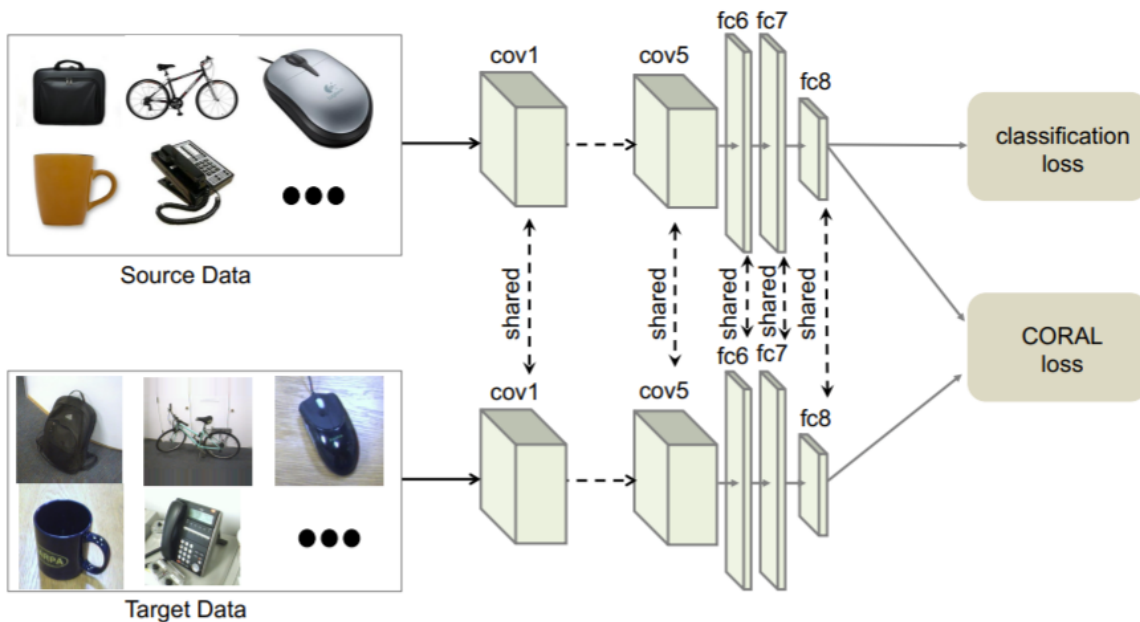 fc6 fc7
cov1
cov5
fc8
classification
loss
Source Data
shared
shared
shared
shared
shared
CORAL
loss
fc6 fc7
cov1
cov5
fc8
Target Data